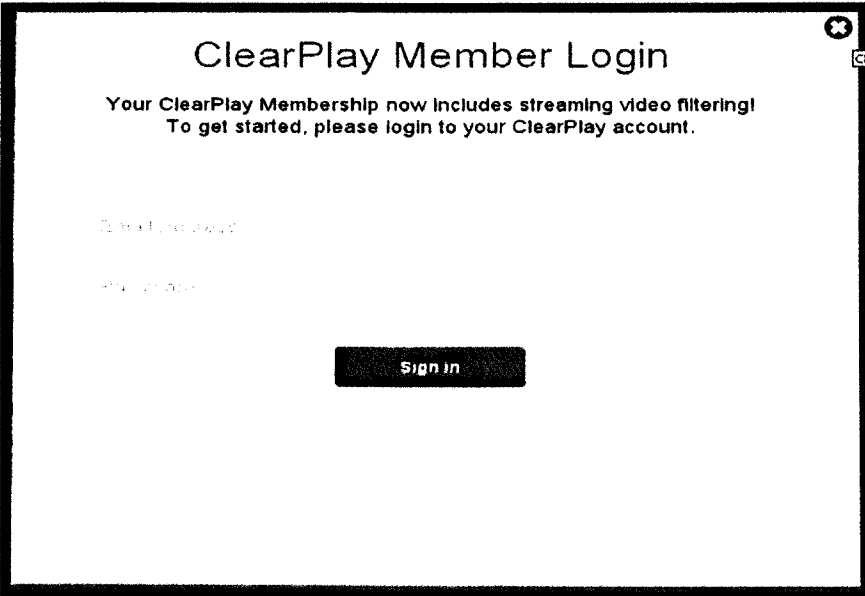 ClearPlay Member Login
Your ClearPlay Membership now includes streaming video filtering!
To get started, please login to your ClearPlay account.
Sign in